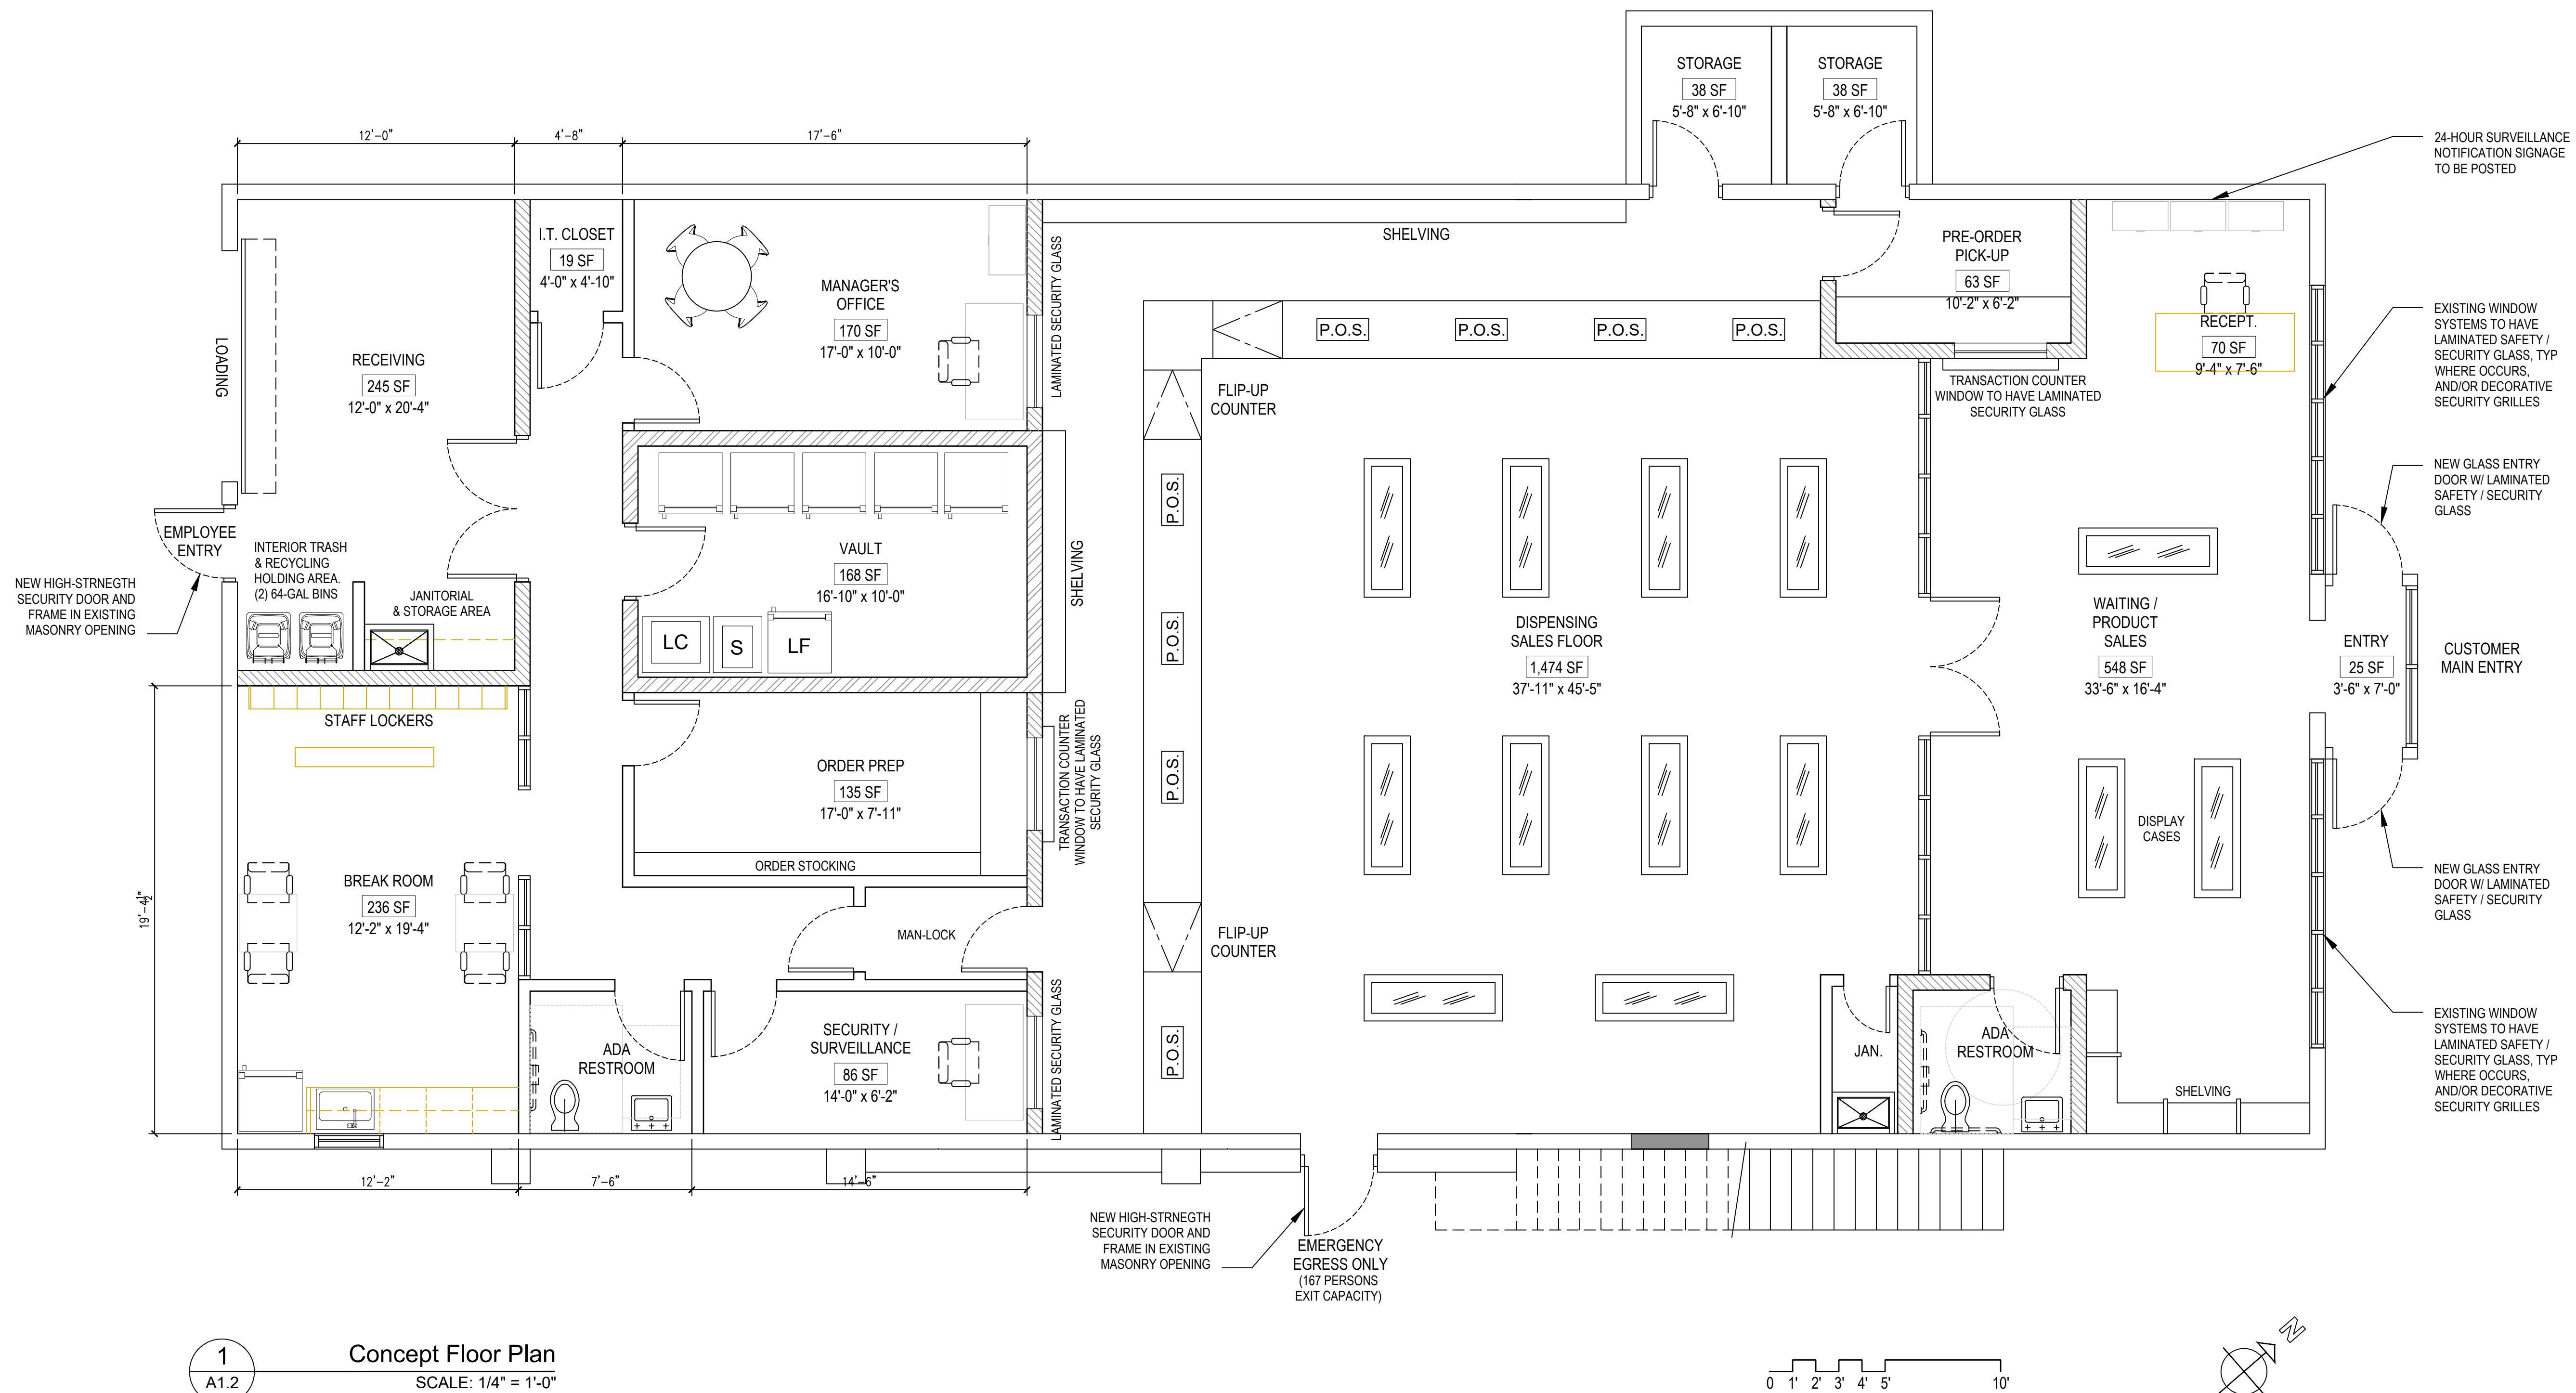 STORAGE
38 SF
5'-8" x 6'-10"
STORAGE
38 SF
5'-8" x 6'-10"
12'-0"
4'-8"
17'-6"
24-HOUR SURVEILLANCE
NOTIFICATION SIGNAGE
TO BE POSTED
I.T. CLOSET
19 SF
4'-0" x 4'-10"
MANAGER'S
OFFICE
170 SF
17'-0" x 10'-0"
LAMINATED SECURITY GLASS
SHELVING
PRE-ORDER
PICK-UP
63 SF
10'-2" x 6'-2"
RECEPT.
70 SF
9'-4" x 7'-6"
EXISTING WINDOW
SYSTEMS TO HAVE
LAMINATED SAFETY /
SECURITY GLASS, TYP
WHERE OCCURS,
AND/OR DECORATIVE
SECURITY GRILLES
P.O.S.
P.O.S.
P.O.S.
P.O.S.
LOADING
RECEIVING
245 SF
12'-0" x 20'-4"
FLIP-UP
COUNTER
TRANSACTION COUNTER
WINDOW TO HAVE LAMINATED
SECURITY GLASS
NEW GLASS ENTRY
DOOR W/ LAMINATED
SAFETY / SECURITY
GLASS
EMPLOYEE
ENTRY
INTERIOR TRASH
& RECYCLING
HOLDING AREA.
(2) 64-GAL BINS
JANITORIAL
& STORAGE AREA
NEW HIGH-STRNEGTH
SECURITY DOOR AND
FRAME IN EXISTING
MASONRY OPENING
VAULT
168 SF
16'-10" x 10'-0"
LC
S
LF
SHELVING
P.O.S.
P.O.S.
P.O.S.
P.O.S.
DISPENSING
SALES FLOOR
1,474 SF
37'-11" x 45'-5"
WAITING /
PRODUCT
SALES
548 SF
33'-6" x 16'-4"
ENTRY
25 SF
3'-6" x 7'-0"
CUSTOMER
MAIN ENTRY
STAFF LOCKERS
ORDER PREP
135 SF
17'-0" x 7'-11"
ORDER STOCKING
TRANSACTION COUNTER
WINDOW TO HAVE LAMINATED
SECURITY GLASS
DISPLAY
CASES
NEW GLASS ENTRY
DOOR W/ LAMINATED
SAFETY / SECURITY
GLASS
19'-4 1/2"
BREAK ROOM
236 SF
12'-2" x 19'-4"
MAN-LOCK
FLIP-UP
COUNTER
LAMINATED SECURITY GLASS
EXISTING WINDOW
SYSTEMS TO HAVE
LAMINATED SAFETY /
SECURITY GLASS, TYP
WHERE OCCURS,
AND/OR DECORATIVE
SECURITY GRILLES
ADA
RESTROOM
SECURITY /
SURVEILLANCE
86 SF
14'-0" x 6'-2"
JAN.
ADA
RESTROOM
SHELVING
12'-2"
7'-6"
14'-6"
NEW HIGH-STRNEGTH
SECURITY DOOR AND
FRAME IN EXISTING
MASONRY OPENING
EMERGENCY
EGRESS ONLY
(167 PERSONS
EXIT CAPACITY)
1
A1.2
Concept Floor Plan
SCALE: 1/4" = 1'-0"
0 1' 2' 3' 4' 5' 10'
N